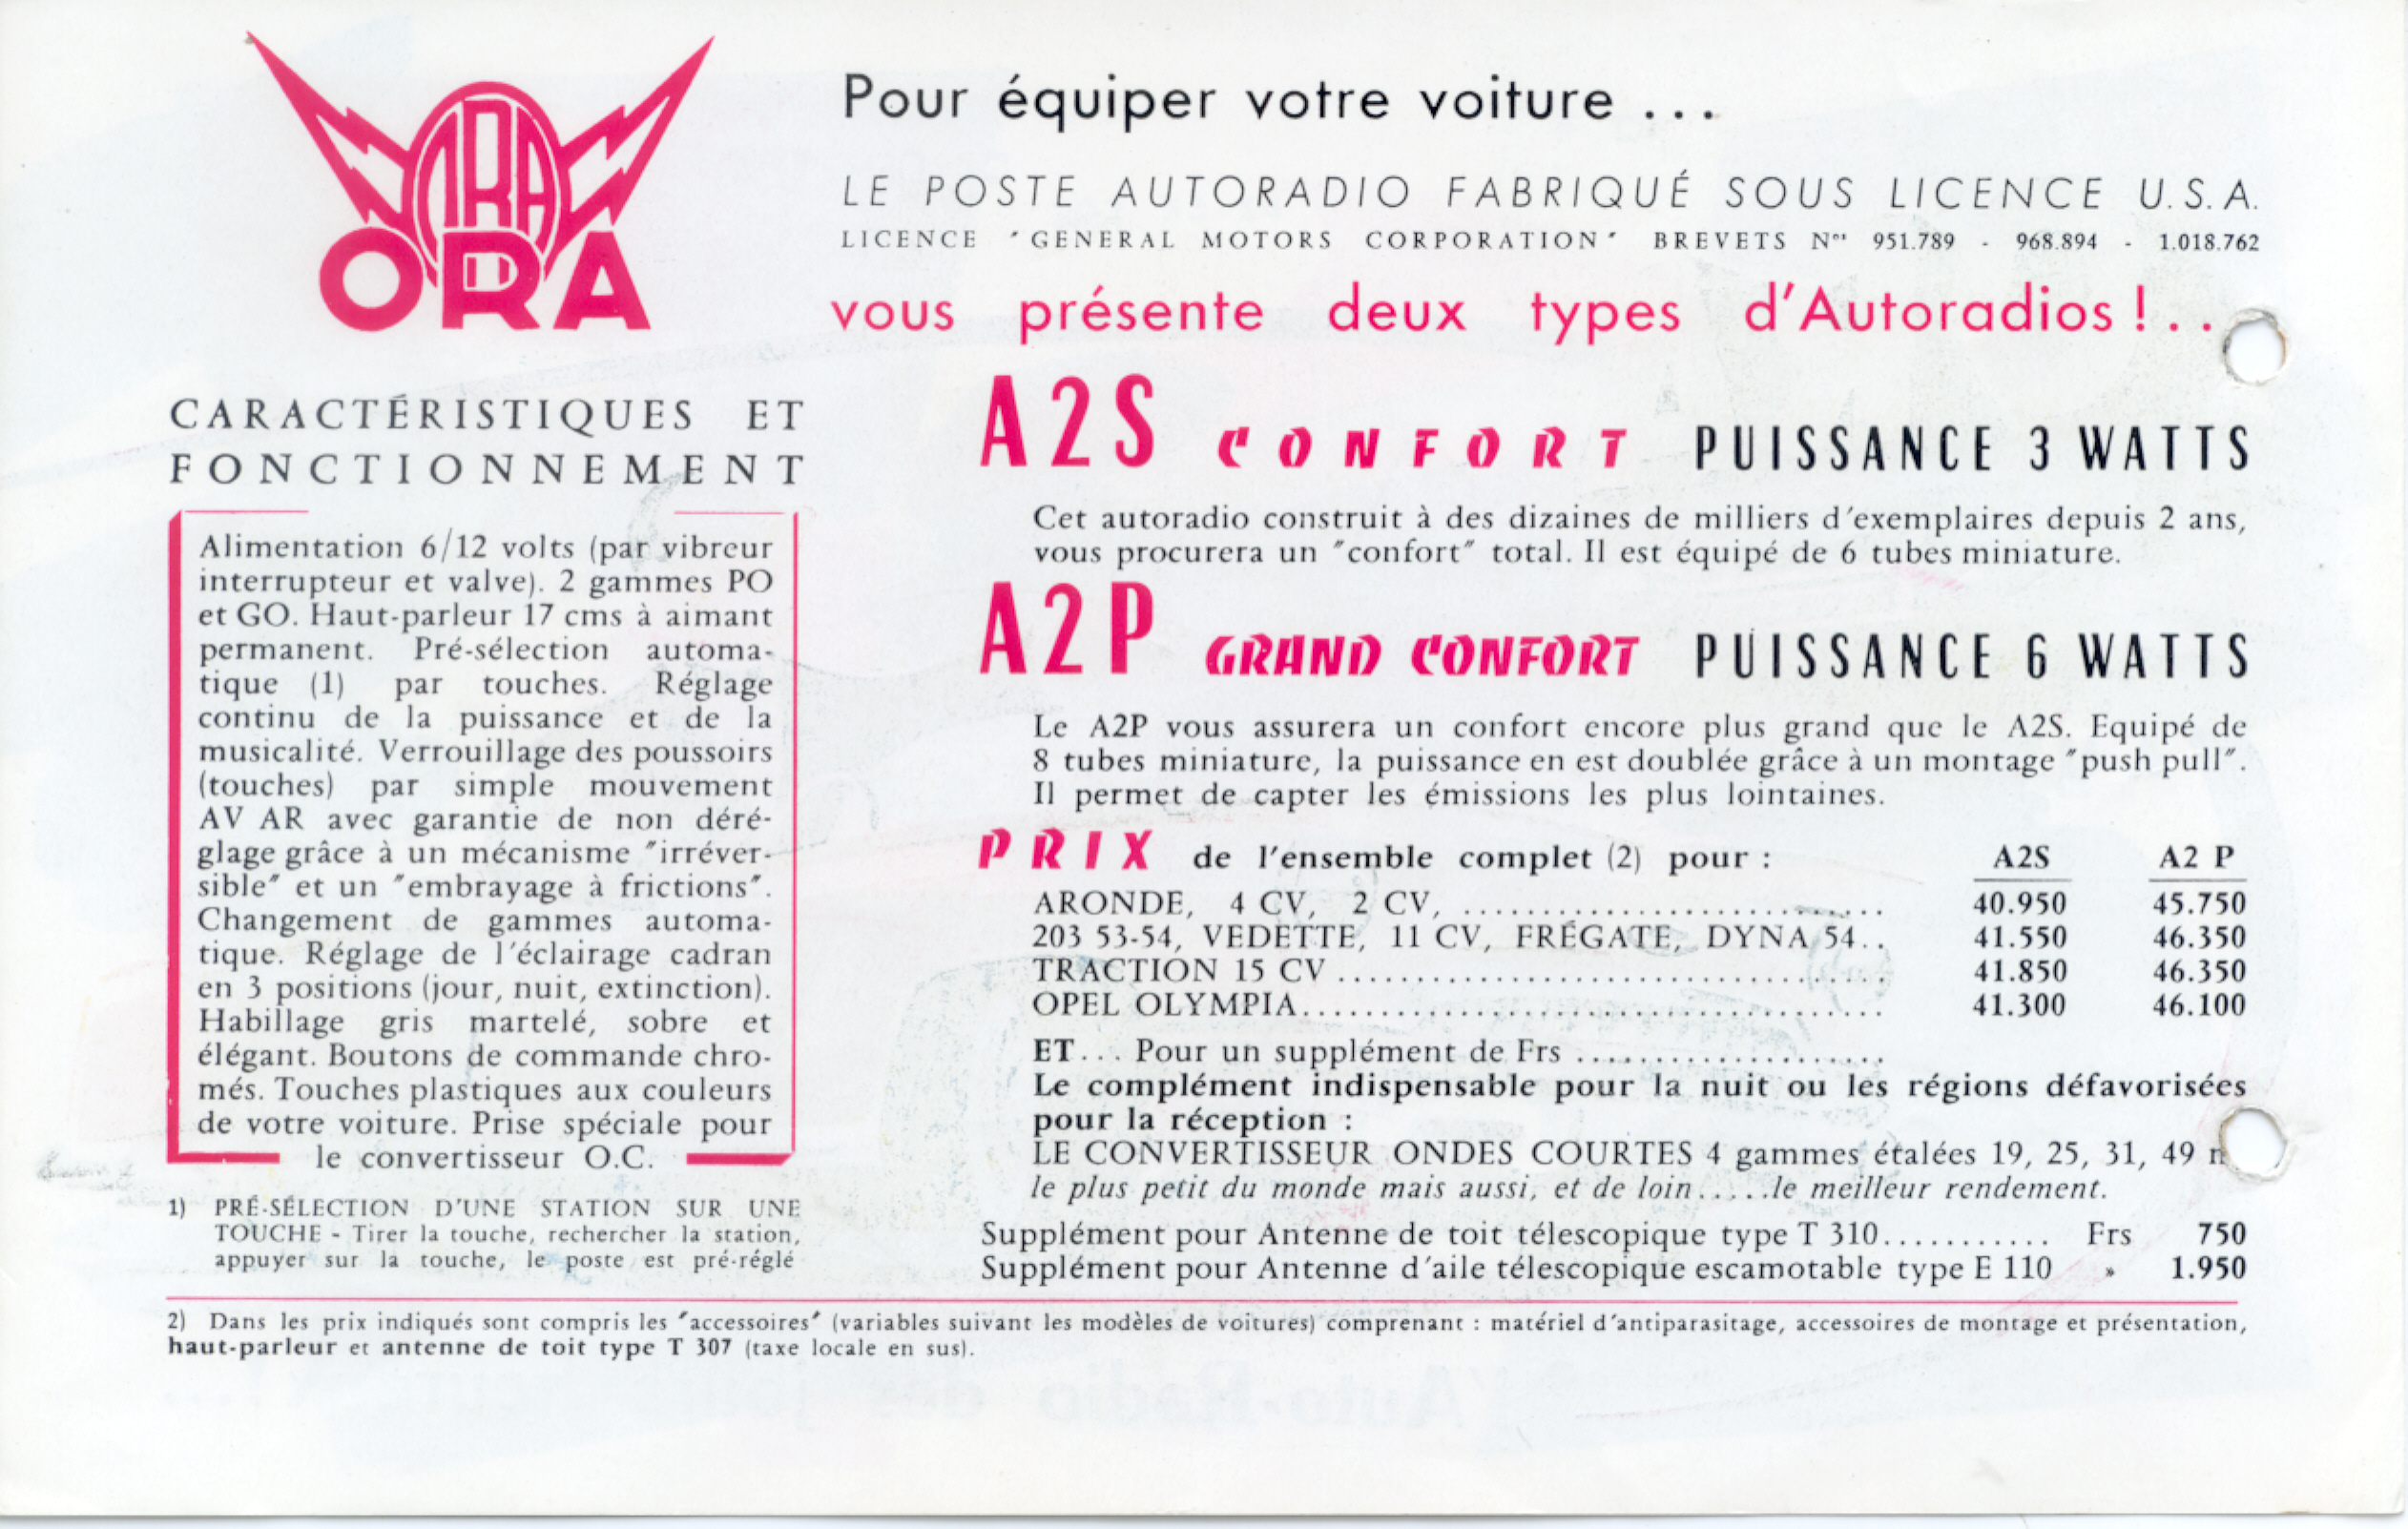 ORA
Pour équiper votre voiture ...
LE POSTE AUTORADIO FABRIQUÉ SOUS LICENCE U.S.A.
LICENCE "GENERAL MOTORS CORPORATION" BREVETS Nos 951.789 - 968.894 - 1.018.762
vous présente deux types d'Autoradios !..
CARACTÉRISTIQUES ET
FONCTIONNEMENT
Alimentation 6/12 volts (par vibreur
interrupteur et valve). 2 gammes PO
et GO. Haut-parleur 17 cms à aimant
permanent. Pré-sélection automa-
tique (1) par touches. Réglage
continu de la puissance et de la
musicalité. Verrouillage des poussoirs
(touches) par simple mouvement
AV AR avec garantie de non déré-
glage grâce à un mécanisme "irréver-
sible" et un "embrayage à frictions".
Changement de gammes automa-
tique. Réglage de l'éclairage cadran
en 3 positions (jour, nuit, extinction).
Habillage gris martelé, sobre et
élégant. Boutons de commande chro-
més. Touches plastiques aux couleurs
de votre voiture. Prise spéciale pour
le convertisseur O.C.
1) PRÉ-SÉLECTION D'UNE STATION SUR UNE
TOUCHE - Tirer la touche, rechercher la station,
appuyer sur la touche, le poste est pré-réglé
A2S CONFORT PUISSANCE 3 WATTS
Cet autoradio construit à des dizaines de milliers d'exemplaires depuis 2 ans,
vous procurera un "confort" total. Il est équipé de 6 tubes miniature.
A2P GRAND CONFORT PUISSANCE 6 WATTS
Le A2P vous assurera un confort encore plus grand que le A2S. Equipé de
8 tubes miniature, la puissance en est doublée grâce à un montage "push pull".
Il permet de capter les émissions les plus lointaines.
PRIX de l'ensemble complet (2) pour : A2S A2 P
ARONDE, 4 CV, 2 CV, ........................... 40.950 45.750
203 53-54, VEDETTE, 11 CV, FRÉGATE, DYNA 54.. 41.550 46.350
TRACTION 15 CV ................................... 41.850 46.350
OPEL OLYMPIA..................................... 41.300 46.100
ET... Pour un supplément de Frs ....................
Le complément indispensable pour la nuit ou les régions défavorisées
pour la réception :
LE CONVERTISSEUR ONDES COURTES 4 gammes étalées 19, 25, 31, 49
le plus petit du monde mais aussi, et de loin.....le meilleur rendement.
Supplément pour Antenne de toit télescopique type T 310........... Frs 750
Supplément pour Antenne d'aile télescopique escamotable type E 110 » 1.950
2) Dans les prix indiqués sont compris les "accessoires" (variables suivant les modèles de voitures) comprenant : matériel d'antiparasitage, accessoires de montage et présentation,
haut-parleur et antenne de toit type T 307 (taxe locale en sus).